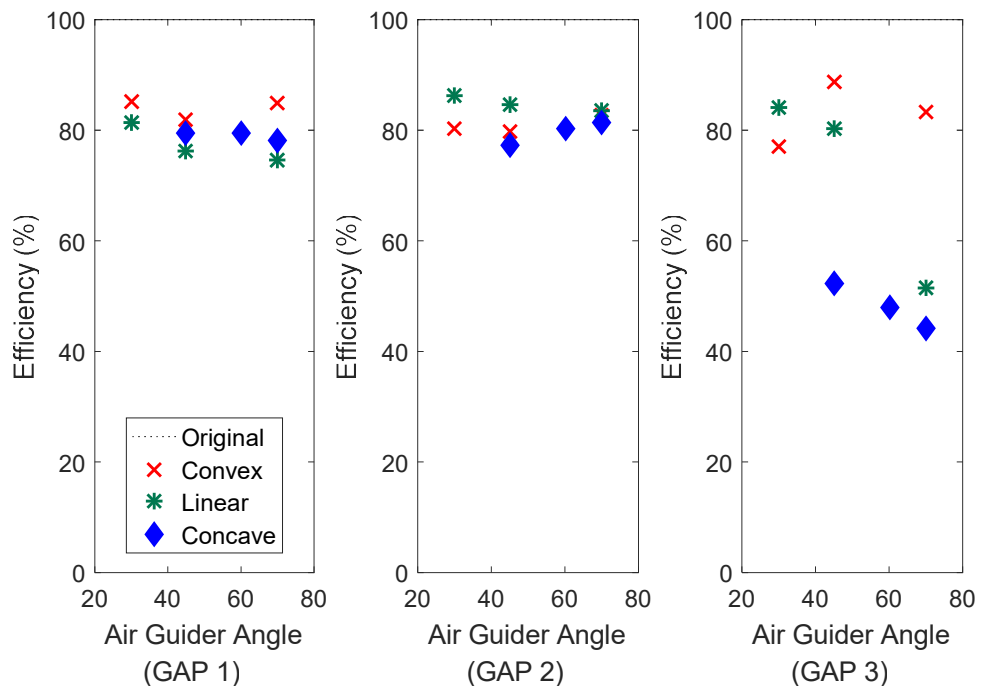 100
80
60
40
20
0
Efficiency (%)
20 40 60 80
Air Guider Angle
(GAP 1)
Original
Convex
Linear
Concave
100
80
60
40
20
0
Efficiency (%)
20 40 60 80
Air Guider Angle
(GAP 2)
100
80
60
40
20
0
Efficiency (%)
20 40 60 80
Air Guider Angle
(GAP 3)